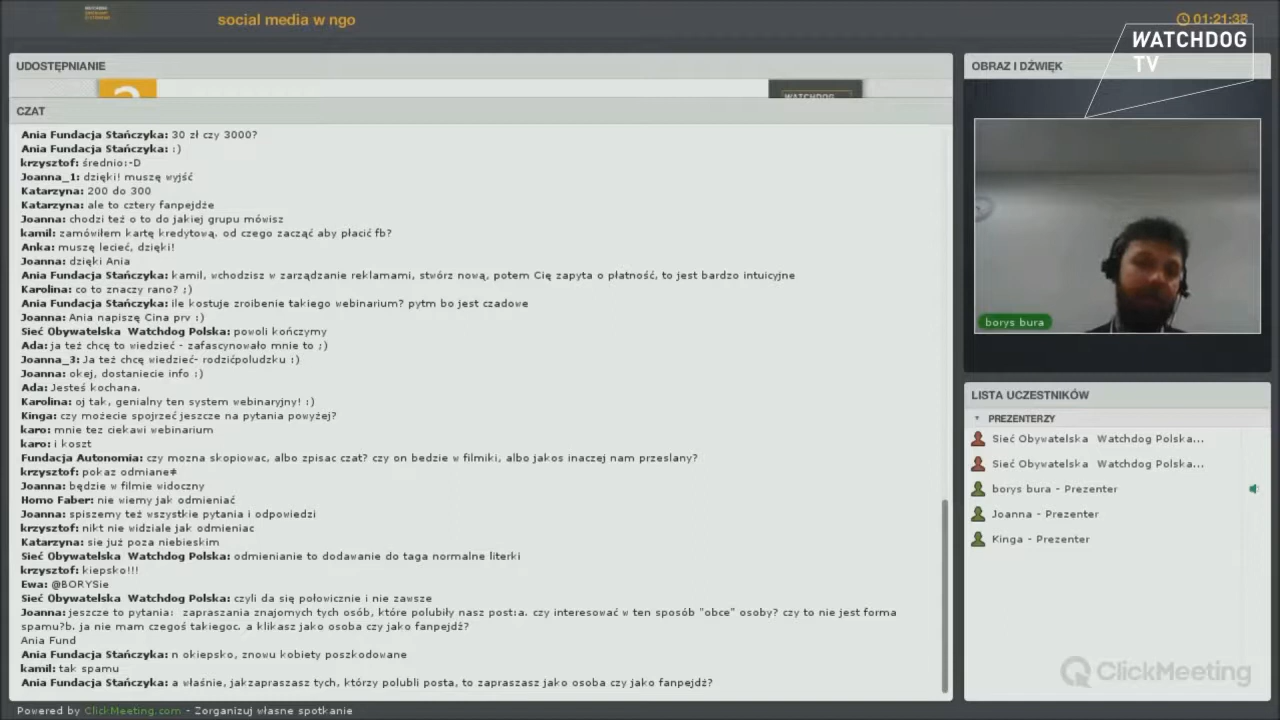 social media w ngo
01:21:38
WATCHDOG
TV
UDOSTĘPNIANIE
OBRAZ I DŹWIĘK
WATCHDOG
CZAT
Ania Fundacja Stańczyka: 30 zł czy 3000?
Ania Fundacja Stańczyka: :)
krzysztof: średnio:-D
Joanna_1: dzięki! muszę wyjść
Katarzyna: 200 do 300
Katarzyna: ale to cztery fanpejdże
Joanna: chodzi też o to do jakiej grupu mówisz
kamil: zamówiłem kartę kredytową. od czego zacząć aby płacić fb?
Anka: muszę lecieć, dzięki!
Joanna: dzięki Ania
Ania Fundacja Stańczyka: kamil, wchodzisz w zarządzanie reklamami, stwórz nową, potem Cię zapyta o płatność, to jest bardzo intuicyjne
Karolina: co to znaczy rano? ;)
Ania Fundacja Stańczyka: ile kostuje zroibenie takiego webinarium? pytm bo jest czadowe
Joanna: Ania napiszę Cina prv :)
Sieć Obywatelska Watchdog Polska: powoli kończymy
Ada: ja też chcę to wiedzieć - zafascynowało mnie to ;)
Joanna_3: Ja też chcę wiedzieć- rodzićpoludzku :)
Joanna: okej, dostaniecie info :)
Ada: Jesteś kochana.
Karolina: oj tak, genialny ten system webinaryjny! :)
Kinga: czy możecie spojrzeć jeszcze na pytania powyżej?
karo: mnie tez ciekawi webinarium
karo: i koszt
Fundacja Autonomia: czy mozna skopiowac, albo zpisac czat? czy on bedzie w filmiki, albo jakos inaczej nam przeslany?
krzysztof: pokaz odmiane#
Joanna: będzie w filmie widoczny
Homo Faber: nie wiemy jak odmieniać
Joanna: spiszemy też wszystkie pytania i odpowiedzi
krzysztof: nikt nie widziale jak odmieniac
Katarzyna: sie już poza niebieskim
Sieć Obywatelska Watchdog Polska: odmienianie to dodawanie do taga normalne literki
krzysztof: kiepsko!!!
Ewa: @BORYSie
Sieć Obywatelska Watchdog Polska: czyli da się połowicznie i nie zawsze
Joanna: jeszcze to pytania: zapraszania znajomych tych osób, które polubiły nasz post:a. czy interesować w ten sposób "obce" osoby? czy to nie jest forma
spamu?b. ja nie mam czegoś takiegoc. a klikasz jako osoba czy jako fanpejdż?
Ania Fund
Ania Fundacja Stańczyka: n okiepsko, znowu kobiety poszkodowane
kamil: tak spamu
Ania Fundacja Stańczyka: a właśnie, jakzapraszasz tych, którzy polubli posta, to zapraszasz jako osoba czy jako fanpejdż?
borys bura
LISTA UCZESTNIKÓW
PREZENTERZY
Sieć Obywatelska Watchdog Polska...
Sieć Obywatelska Watchdog Polska...
borys bura - Prezenter
Joanna - Prezenter
Kinga - Prezenter
ClickMeeting
Powered by ClickMeeting.com - Zorganizuj własne spotkanie